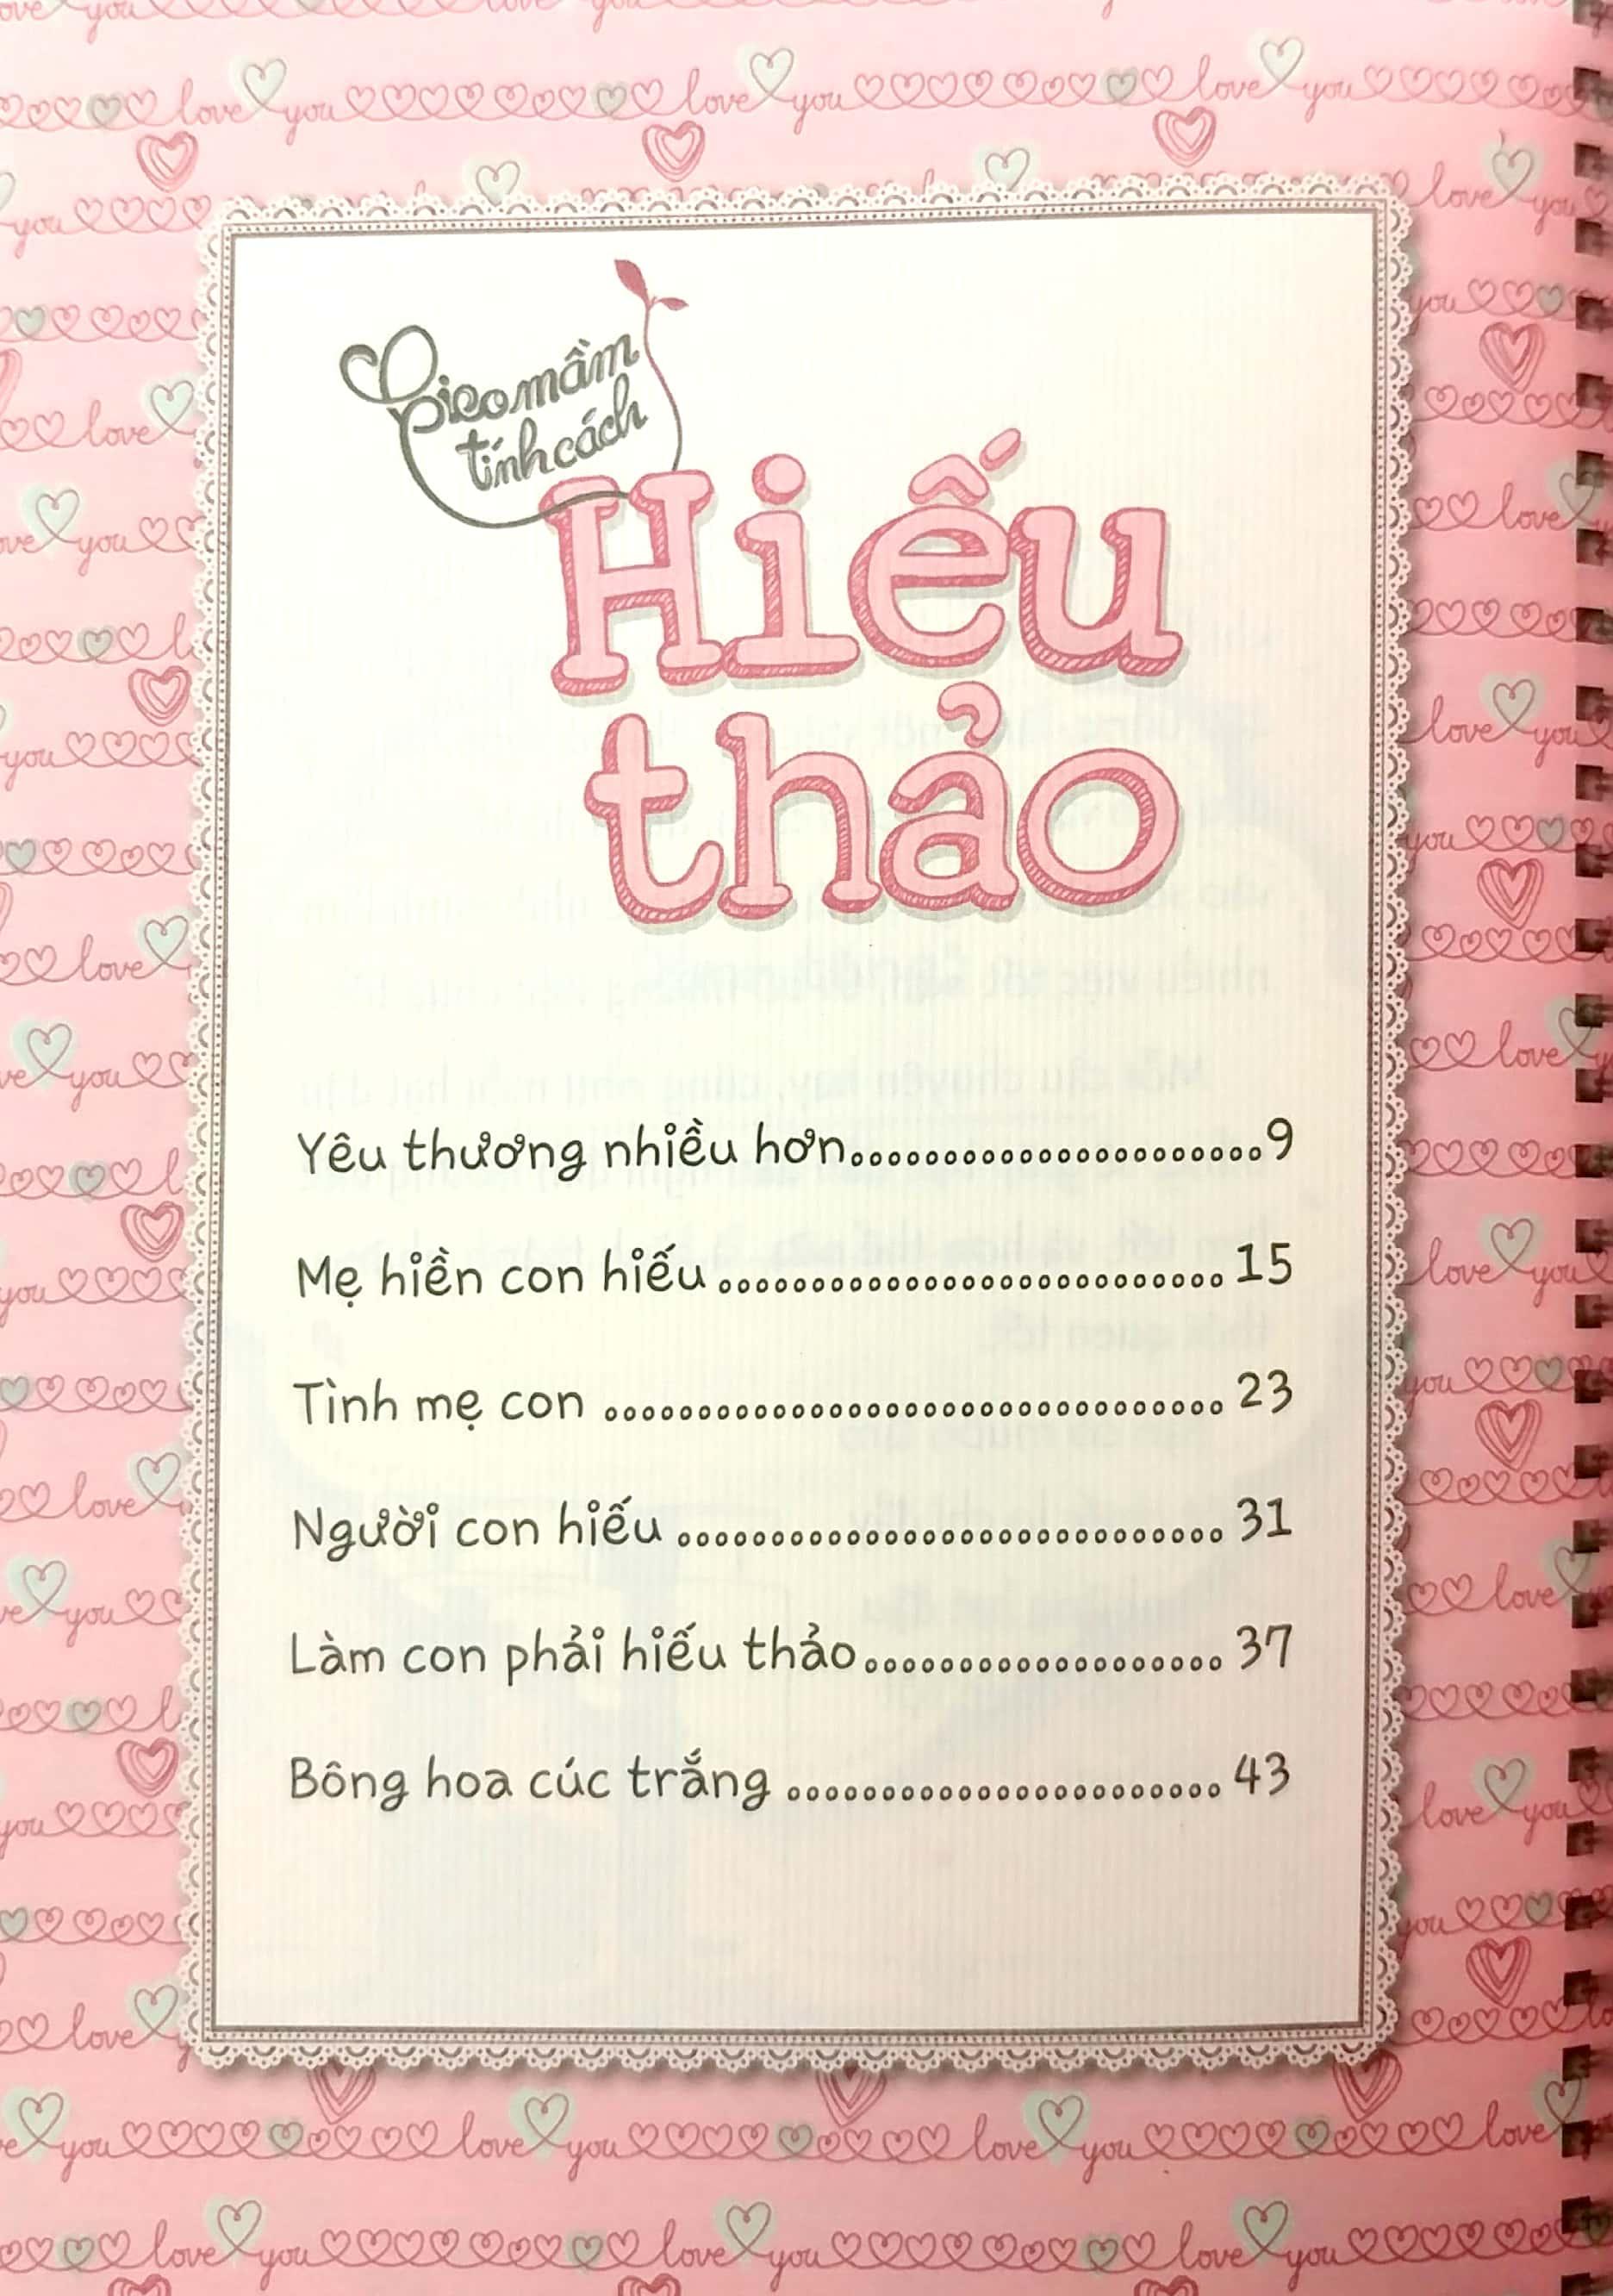 Gieo mầm
tính cách
Hiếu
thảo
Yêu thương nhiều hơn.......................9
Mẹ hiền con hiếu ............................ 15
Tình mẹ con .................................. 23
Người con hiếu .............................. 31
Làm con phải hiếu thảo.................... 37
Bông hoa cúc trắng ........................ 43